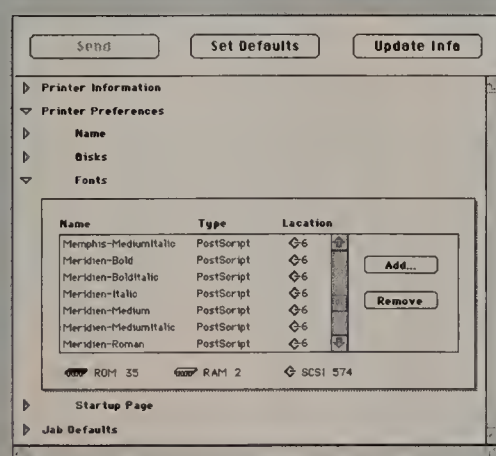 Send Set Defaults Update Info
Printer Information
Printer Preferences
Name
Disks
Fonts
Name Type Location
Memphis-MediumItalic PostScript 6
Meridien-Bold PostScript 6
Meridien-BoldItalic PostScript 6
Meridien-Italic PostScript 6
Meridien-Medium PostScript 6
Meridien-MediumItalic PostScript 6
Meridien-Roman PostScript 6
Add...
Remove
ROM 35 RAM 2 SCSI 574
Startup Page
Job Defaults